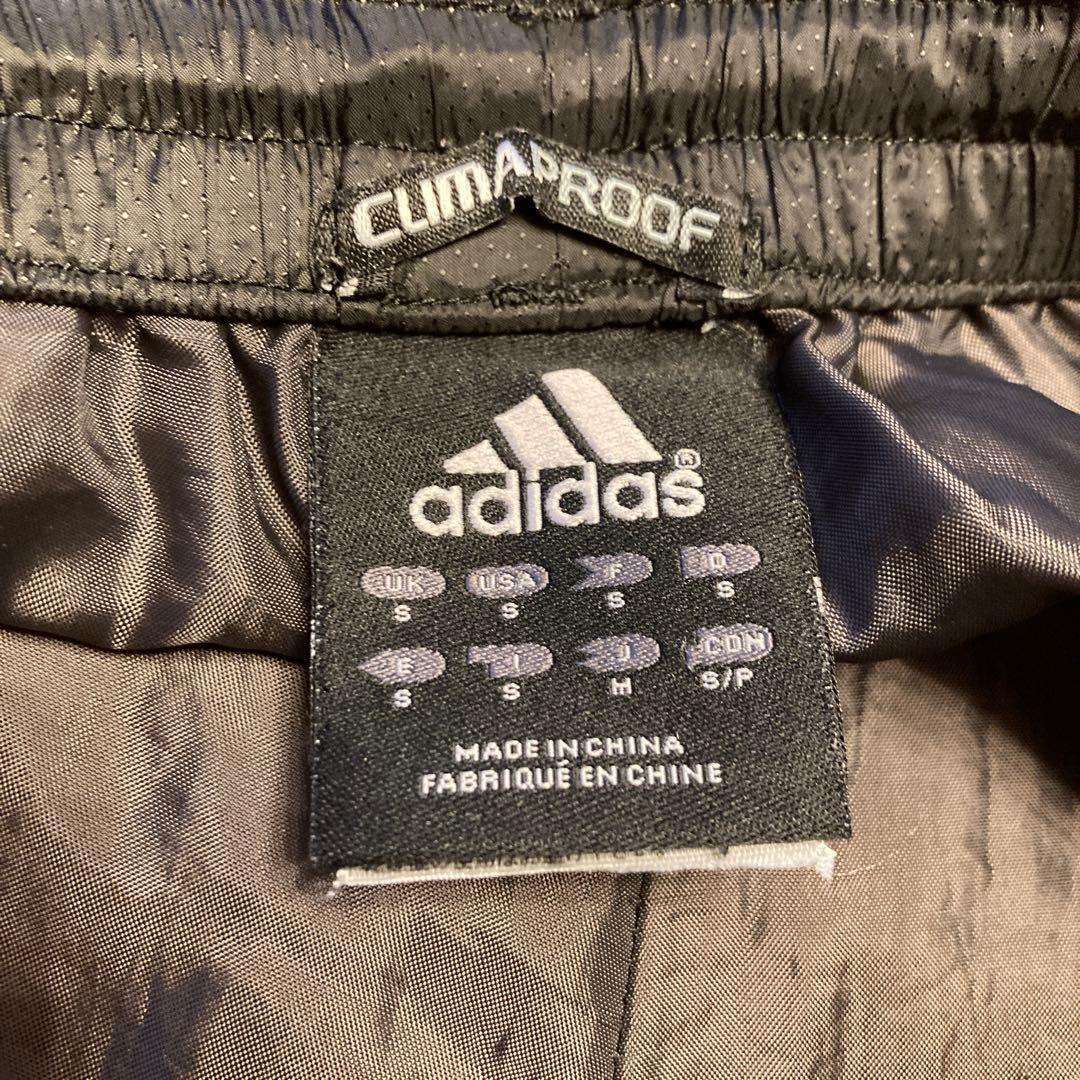 CLIMAPROOF
adidas®
UK USA F D
S S S S
E I J CDN
S S M S/P
MADE IN CHINA
FABRIQUÉ EN CHINE